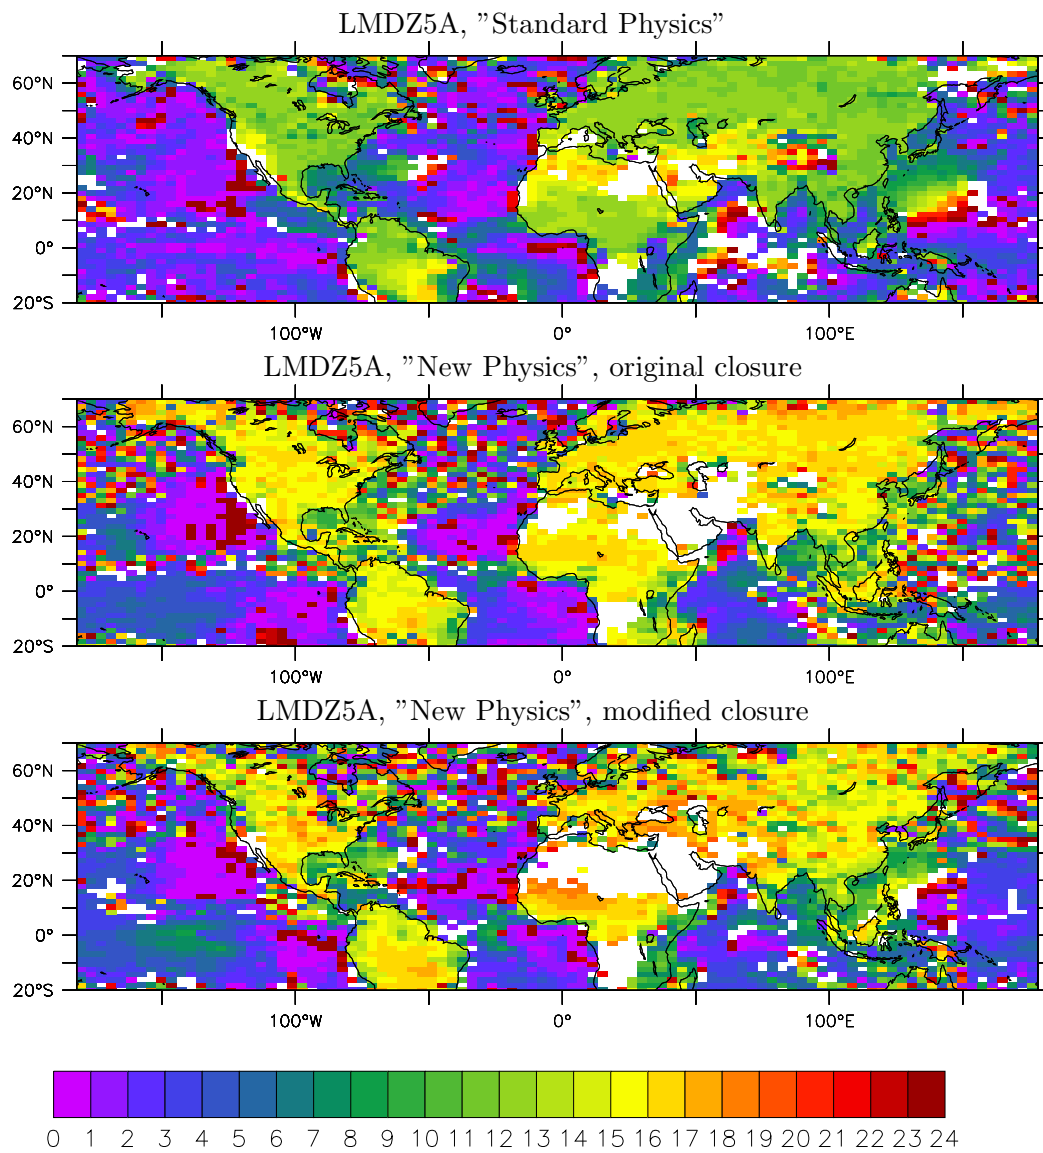 LMDZ5A, "Standard Physics"
60°N
40°N
20°N
0°
20°S
100°W 0° 100°E
LMDZ5A, "New Physics", original closure
60°N
40°N
20°N
0°
20°S
100°W 0° 100°E
LMDZ5A, "New Physics", modified closure
60°N
40°N
20°N
0°
20°S
100°W 0° 100°E
0 1 2 3 4 5 6 7 8 9 10 11 12 13 14 15 16 17 18 19 20 21 22 23 24